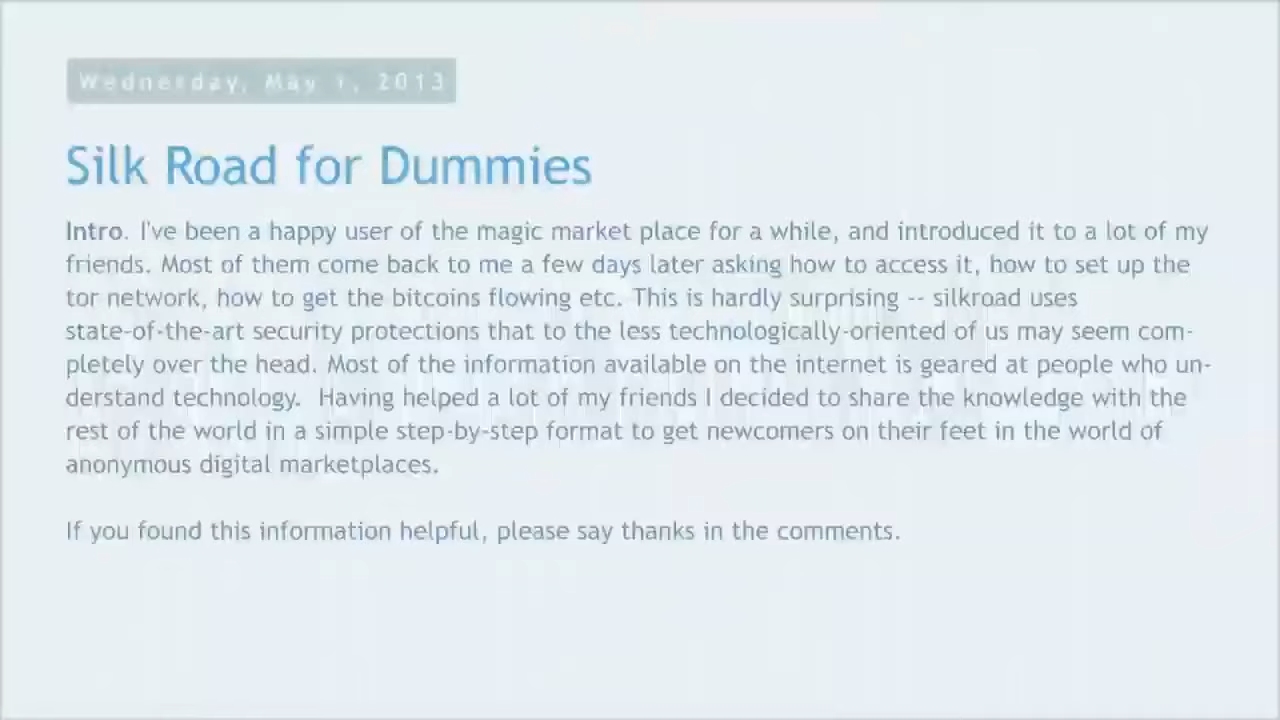 Wednesday, May 1, 2013
Silk Road for Dummies
Intro. I've been a happy user of the magic market place for a while, and introduced it to a lot of my
friends. Most of them come back to me a few days later asking how to access it, how to set up the
tor network, how to get the bitcoins flowing etc. This is hardly surprising -- silkroad uses
state-of-the-art security protections that to the less technologically-oriented of us may seem com-
pletely over the head. Most of the information available on the internet is geared at people who un-
derstand technology.  Having helped a lot of my friends I decided to share the knowledge with the
rest of the world in a simple step-by-step format to get newcomers on their feet in the world of
anonymous digital marketplaces.
If you found this information helpful, please say thanks in the comments.